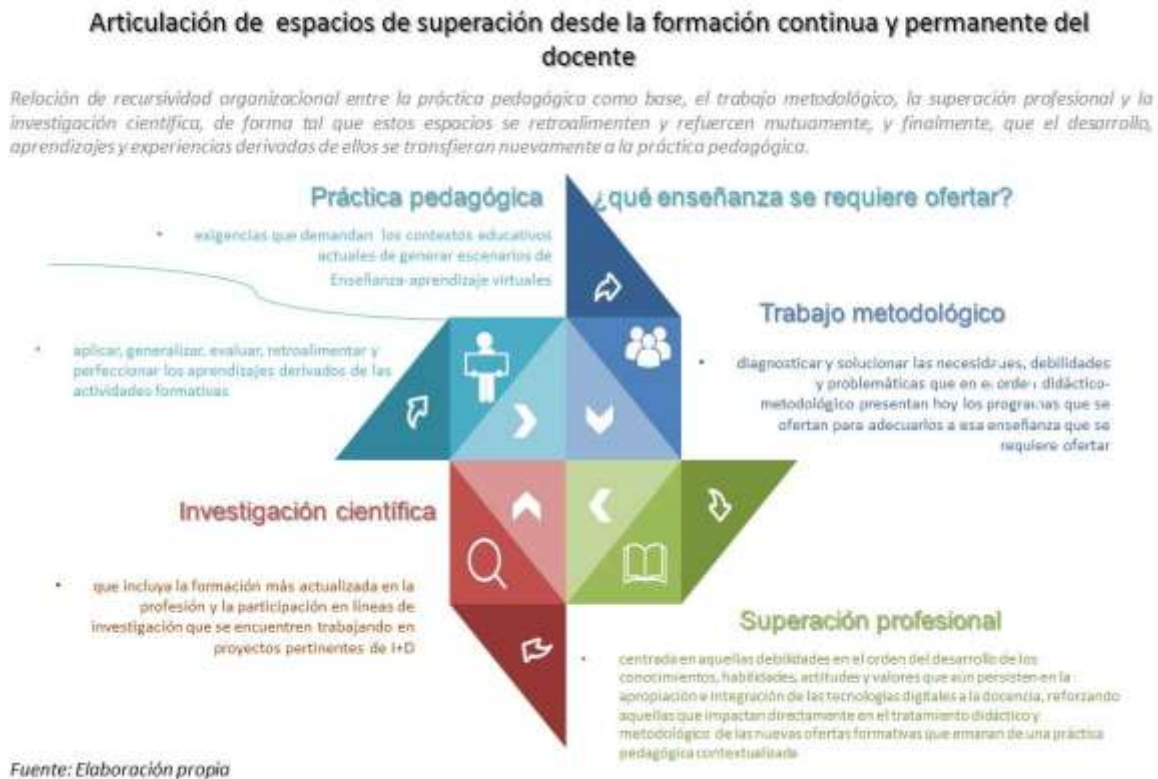 Articulación de espacios de superación desde la formación continua y permanente del
docente
Relación de recursividad organizacional entre la práctica pedagógica como base, el trabajo metodológico, la superación profesional y la
investigación científica, de forma tal que estos espacios se retroalimenten y refuercen mutuamente, y finalmente, que el desarrollo,
aprendizajes y experiencias derivadas de ellos se transfieran nuevamente a la práctica pedagógica.
Práctica pedagógica
¿qué enseñanza se requiere ofertar?
• exigencias que demandan los contextos educativos
actuales de generar escenarios de
Enseñanza-aprendizaje virtuales
• aplicar, generalizar, evaluar, retroalimentar y
perfeccionar los aprendizajes derivados de las
actividades formativas
Trabajo metodológico
• diagnosticar y solucionar las necesidades, debilidades
y problemáticas que en el orden didáctico-
metodológico presentan hoy los programas que se
ofertan para adecuarlos a esa enseñanza que se
requiere ofertar
Investigación científica
• que incluya la formación más actualizada en la
profesión y la participación en líneas de
investigación que se encuentren trabajando en
proyectos pertinentes de I+D
Superación profesional
• centrada en aquellas debilidades en el orden del desarrollo de los
conocimientos, habilidades, actitudes y valores que aún persisten en la
apropiación e integración de las tecnologías digitales a la docencia, reforzando
aquellas que impactan directamente en el tratamiento didáctico y
metodológico de las nuevas ofertas formativas que emanan de una práctica
pedagógica contextualizada
Fuente: Elaboración propia